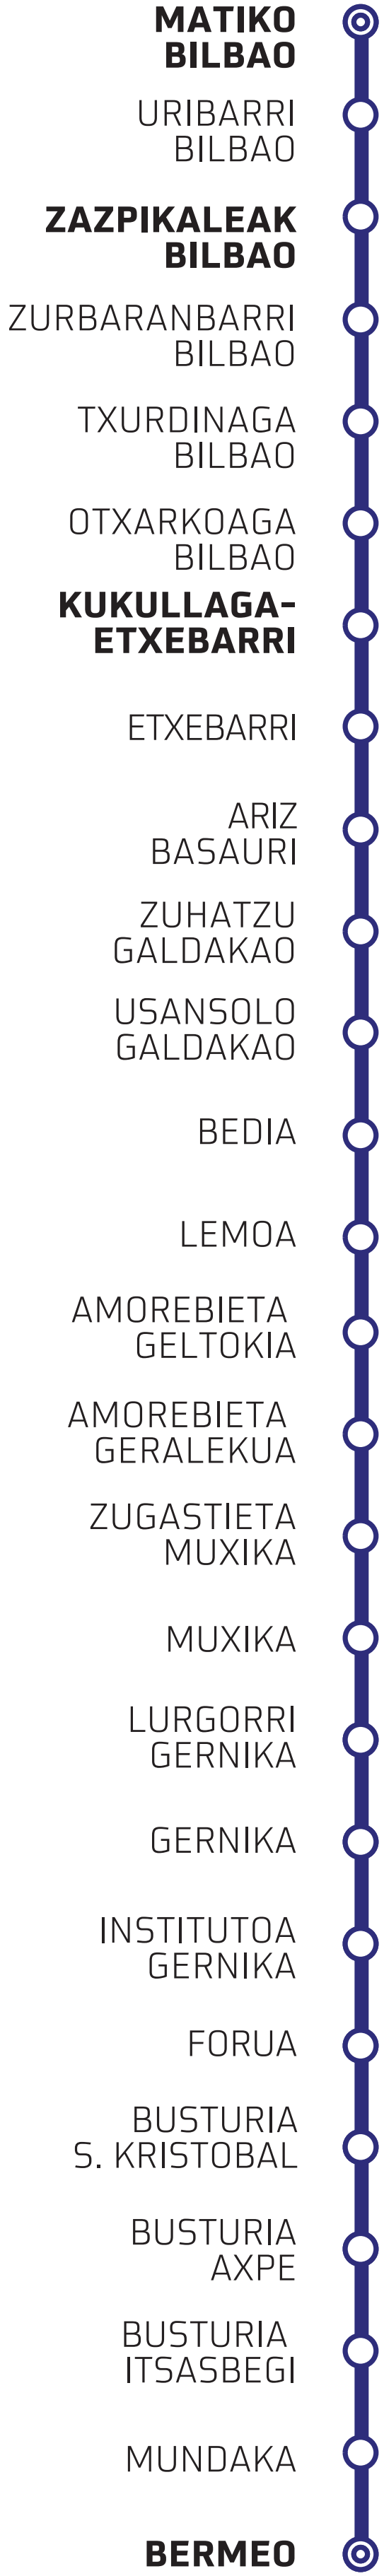 MATIKO
BILBAO
URIBARRI
BILBAO
ZAZPIKALEAK
BILBAO
ZURBARANBARRI
BILBAO
TXURDINAGA
BILBAO
OTXARKOAGA
BILBAO
KUKULLAGA-
ETXEBARRI
ETXEBARRI
ARIZ
BASAURI
ZUHATZU
GALDAKAO
USANSOLO
GALDAKAO
BEDIA
LEMOA
AMOREBIETA
GELTOKIA
AMOREBIETA
GERALEKUA
ZUGASTIETA
MUXIKA
MUXIKA
LURGORRI
GERNIKA
GERNIKA
INSTITUTOA
GERNIKA
FORUA
BUSTURIA
S. KRISTOBAL
BUSTURIA
AXPE
BUSTURIA
ITSASBEGI
MUNDAKA
BERMEO